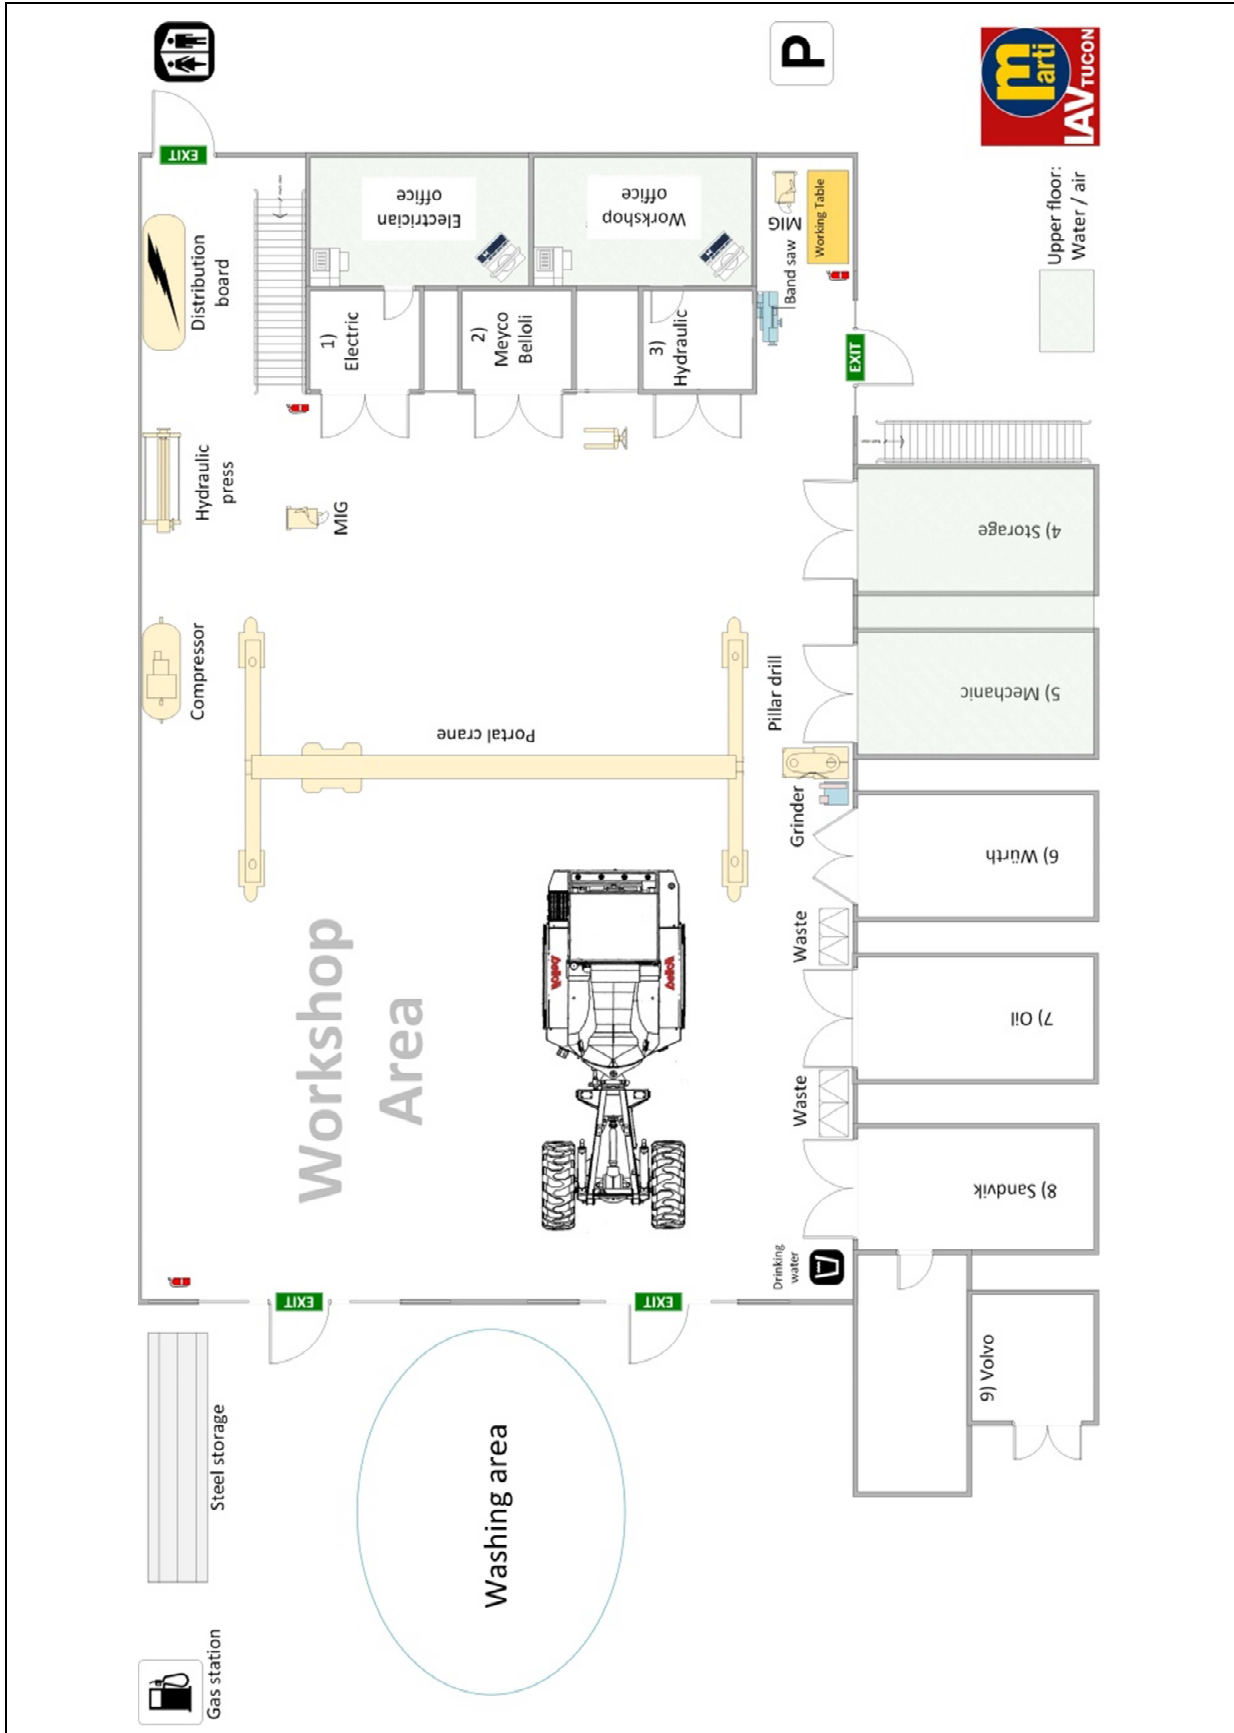 P
marti
IAV TUCON
EXIT
Upper floor:
Water / air
Distribution
board
Electrician
office
Workshop
office
MIG
Working Table
Band saw
1)
Electric
2)
Meyco
Belloli
3)
Hydraulic
EXIT
Hydraulic
press
MIG
4) Storage
Compressor
Portal crane
Pillar drill
5) Mechanic
Grinder
6) Würth
Workshop
Area
belloli
belloli
Waste
7) Oil
Waste
8) Sandvik
Drinking
water
EXIT
EXIT
9) Volvo
Steel storage
Washing area
Gas station